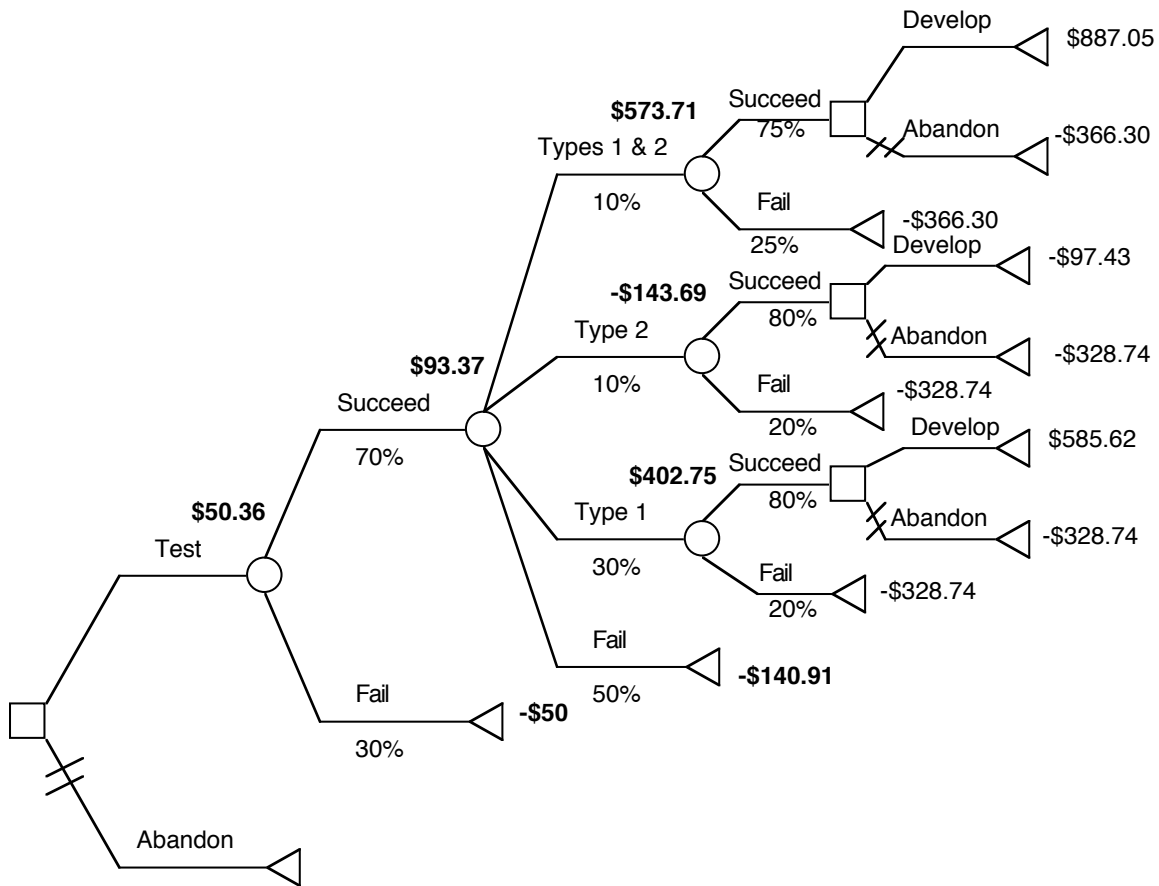 Develop
$887.05
Succeed
$573.71
75%
Abandon
-$366.30
Types 1 & 2
10%
Fail
-$366.30
25%
Develop
-$97.43
Succeed
-$143.69
80%
Type 2
Abandon
-$328.74
$93.37
10%
Fail
-$328.74
20%
Succeed
70%
Develop
$585.62
Succeed
$402.75
80%
Type 1
Abandon
-$328.74
$50.36
Test
30%
Fail
-$328.74
20%
Fail
50%
-$140.91
Fail
-$50
30%
Abandon